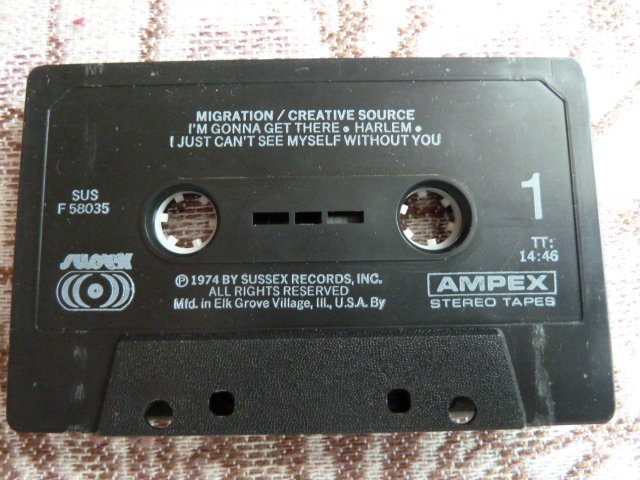 MIGRATION / CREATIVE SOURCE
I'M GONNA GET THERE • HARLEM •
I JUST CAN'T SEE MYSELF WITHOUT YOU
SUS
F 58035
1
TT:
14:46
SUSSEX
℗ 1974 BY SUSSEX RECORDS, INC.
ALL RIGHTS RESERVED
Mfd. in Elk Grove Village, Ill., U.S.A. By
AMPEX
STEREO TAPES